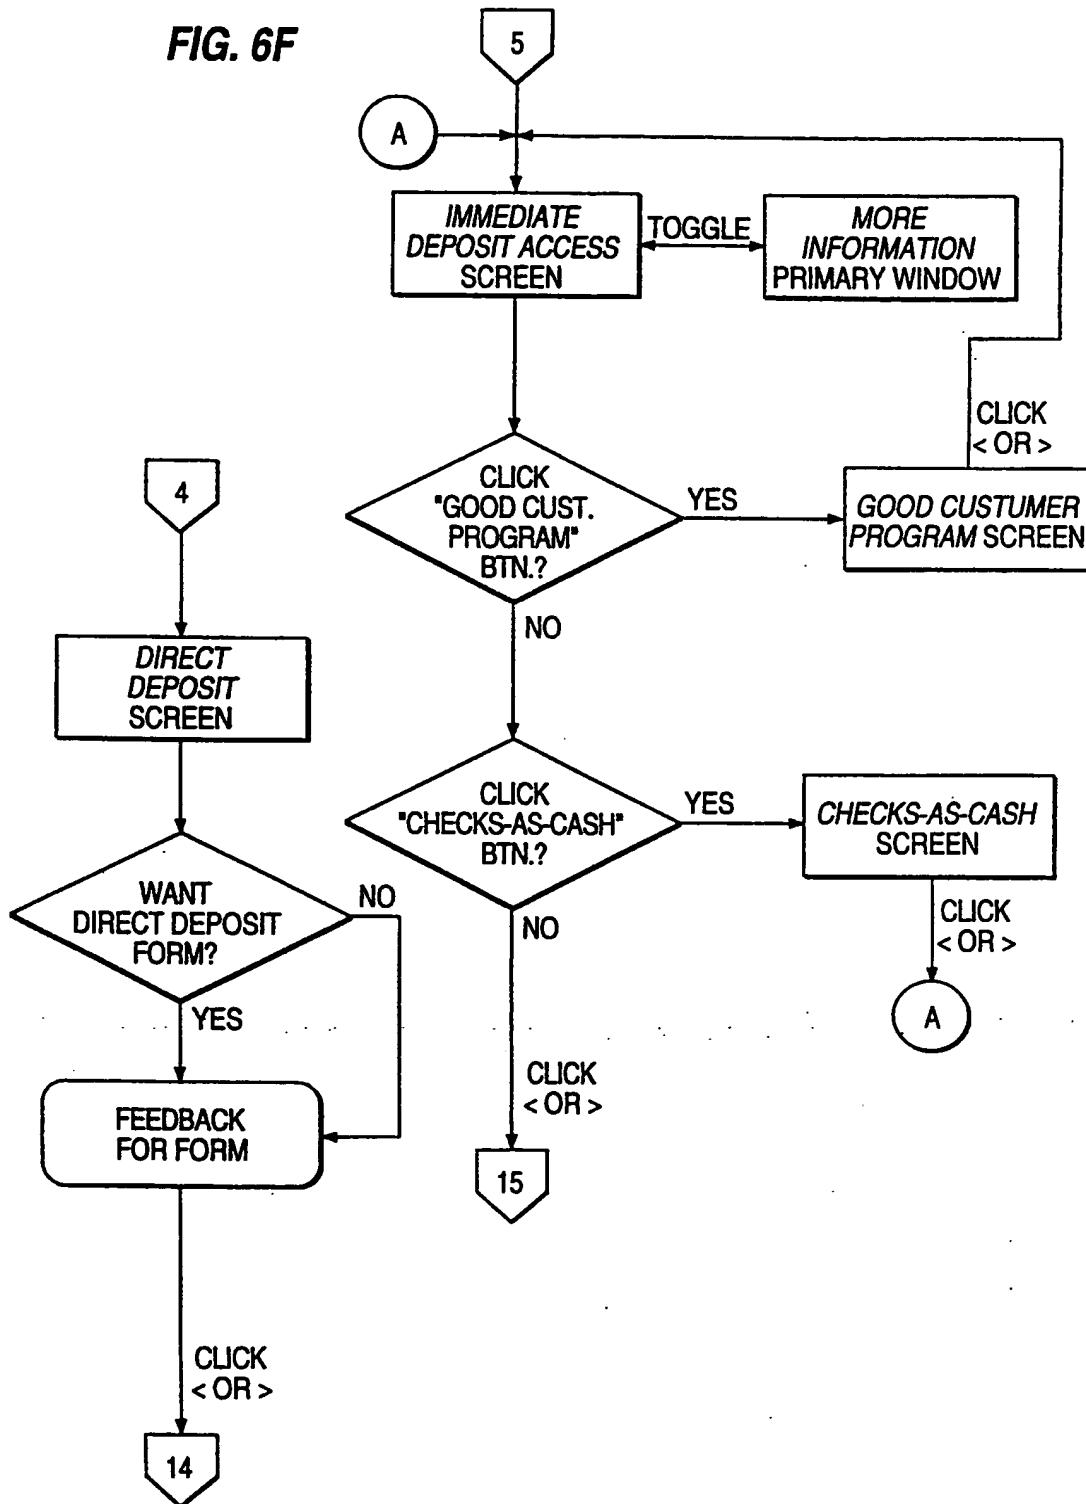 FIG. 6F
5
A
IMMEDIATE
DEPOSIT ACCESS
SCREEN
TOGGLE
MORE
INFORMATION
PRIMARY WINDOW
CLICK
< OR >
CLICK
"GOOD CUST.
PROGRAM"
BTN.?
YES
GOOD CUSTUMER
PROGRAM SCREEN
NO
CLICK
"CHECKS-AS-CASH"
BTN.?
YES
CHECKS-AS-CASH
SCREEN
CLICK
< OR >
A
NO
CLICK
< OR >
15
4
DIRECT
DEPOSIT
SCREEN
WANT
DIRECT DEPOSIT
FORM?
NO
YES
FEEDBACK
FOR FORM
CLICK
< OR >
14